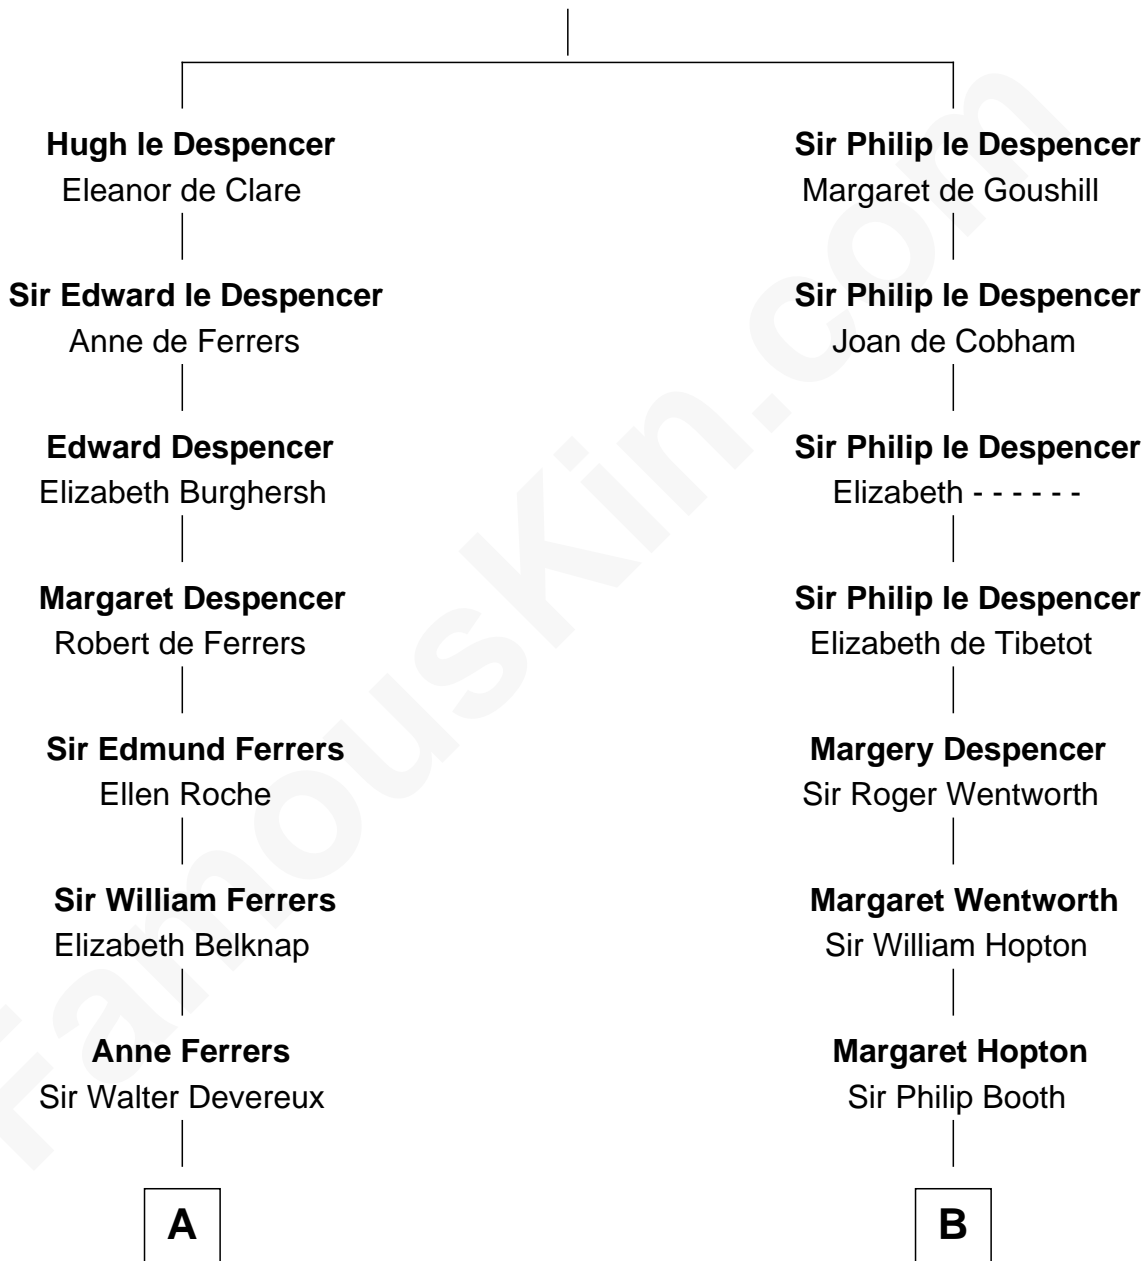 Hugh le Despencer
Eleanor de Clare
Sir Edward le Despencer
Anne de Ferrers
Edward Despencer
Elizabeth Burghersh
Margaret Despencer
Robert de Ferrers
Sir Edmund Ferrers
Ellen Roche
Sir William Ferrers
Elizabeth Belknap
Anne Ferrers
Sir Walter Devereux
A
Sir Philip le Despencer
Margaret de Goushill
Sir Philip le Despencer
Joan de Cobham
Sir Philip le Despencer
Elizabeth - - - - - -
Sir Philip le Despencer
Elizabeth de Tibetot
Margery Despencer
Sir Roger Wentworth
Margaret Wentworth
Sir William Hopton
Margaret Hopton
Sir Philip Booth
B
FamousKin.com